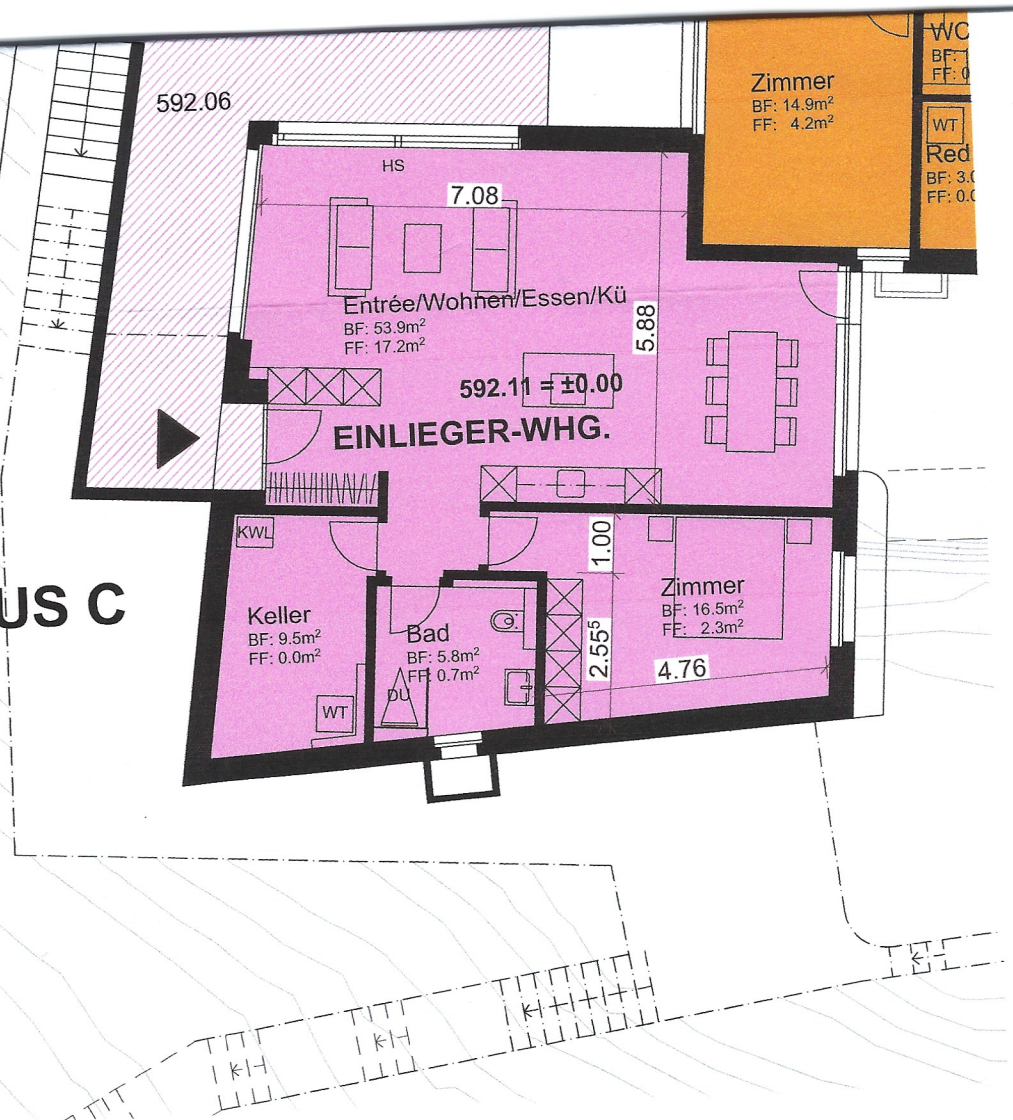 592.06
Zimmer
BF: 14.9m²
FF: 4.2m²
WC
BF: 1
FF: 0
WT
Red
BF: 3.0
FF: 0.0
HS
7.08
Entrée/Wohnen/Essen/Kü
BF: 53.9m²
FF: 17.2m²
5.88
592.11 = ±0.00
EINLIEGER-WHG.
KWL
1.00
US C
Keller
BF: 9.5m²
FF: 0.0m²
Bad
BF: 5.8m²
FF: 0.7m²
DU
WT
Zimmer
BF: 16.5m²
FF: 2.3m²
2.55⁵
4.76